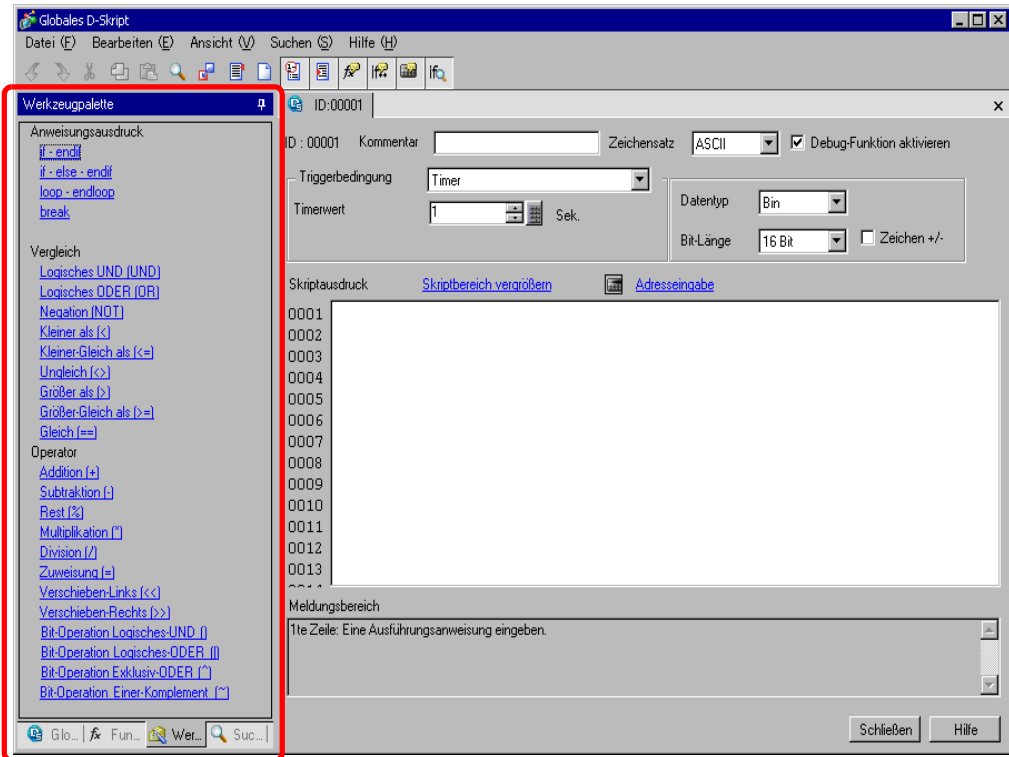 Globales D-Skript
Datei (F) Bearbeiten (E) Ansicht (V) Suchen (S) Hilfe (H)
Werkzeugpalette
Anweisungsausdruck
if - endif
if - else - endif
loop - endloop
break
Vergleich
Logisches UND (UND)
Logisches ODER (OR)
Negation (NOT)
Kleiner als (<)
Kleiner-Gleich als (<=)
Ungleich (<>)
Größer als (>)
Größer-Gleich als (>=)
Gleich (==)
Operator
Addition (+)
Subtraktion (-)
Rest (%)
Multiplikation (*)
Division (/)
Zuweisung (=)
Verschieben-Links (<<)
Verschieben-Rechts (>>)
Bit-Operation Logisches-UND ()
Bit-Operation Logisches-ODER (|)
Bit-Operation Exklusiv-ODER (^)
Bit-Operation Einer-Komplement (~)
Glo... Fun... Wer... Suc...
ID:00001
ID : 00001 Kommentar Zeichensatz ASCII Debug-Funktion aktivieren
Triggerbedingung Timer
Timerwert 1 Sek.
Datentyp Bin
Bit-Länge 16 Bit Zeichen +/-
Skriptausdruck Skriptbereich vergrößern Adresseingabe
0001
0002
0003
0004
0005
0006
0007
0008
0009
0010
0011
0012
0013
Meldungsbereich
1te Zeile: Eine Ausführungsanweisung eingeben.
Schließen Hilfe